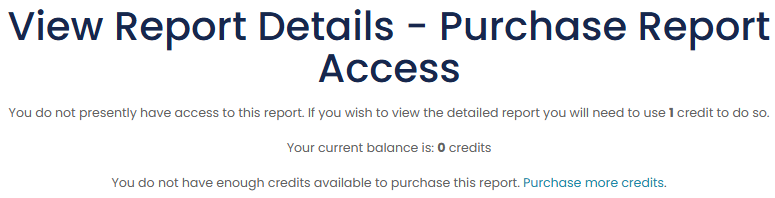 View Report Details - Purchase Report
Access
You do not presently have access to this report. If you wish to view the detailed report you will need to use 1 credit to do so.
Your current balance is: 0 credits
You do not have enough credits available to purchase this report. Purchase more credits.